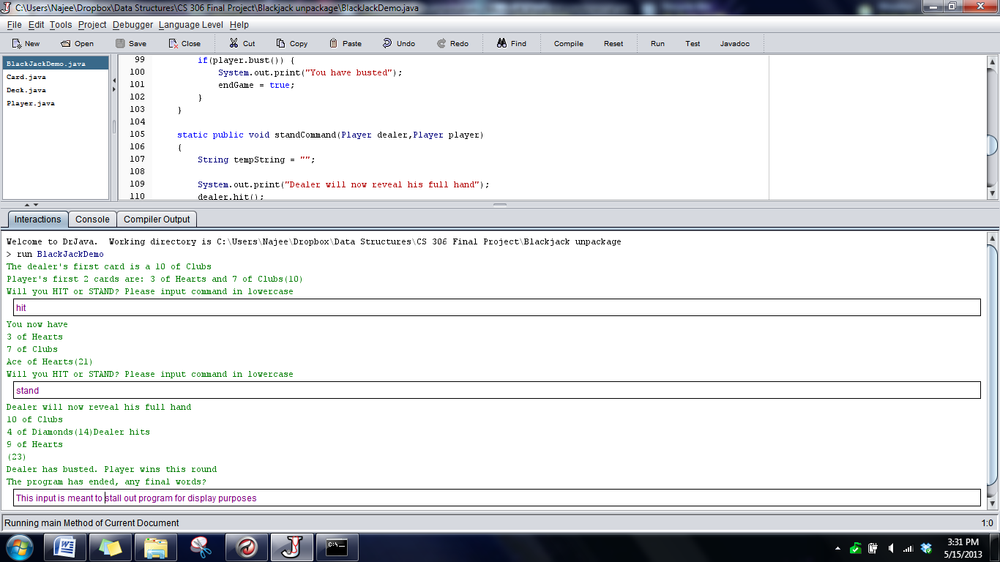 C:\Users\Najee\Dropbox\Data Structures\CS 306 Final Project\Blackjack unpackage\BlackJackDemo.java
File Edit Tools Project Debugger Language Level Help
New Open Save Close Cut Copy Paste Undo Redo Find Compile Reset Run Test Javadoc
BlackJackDemo.java
Card.java
Deck.java
Player.java
99 if(player.bust()) {
100 System.out.print("You have busted");
101 endGame = true;
102 }
103 }
104
105 static public void standCommand(Player dealer,Player player)
106 {
107 String tempString = "";
108
109 System.out.print("Dealer will now reveal his full hand");
110 dealer.hit();
Interactions Console Compiler Output
Welcome to DrJava.  Working directory is C:\Users\Najee\Dropbox\Data Structures\CS 306 Final Project\Blackjack unpackage
> run BlackJackDemo
The dealer's first card is a 10 of Clubs
Player's first 2 cards are: 3 of Hearts and 7 of Clubs(10)
Will you HIT or STAND? Please input command in lowercase
hit
You now have
3 of Hearts
7 of Clubs
Ace of Hearts(21)
Will you HIT or STAND? Please input command in lowercase
stand
Dealer will now reveal his full hand
10 of Clubs
4 of Diamonds(14)Dealer hits
9 of Hearts
(23)
Dealer has busted. Player wins this round
The program has ended, any final words?
This input is meant to stall out program for display purposes
Running main Method of Current Document 1:0
3:31 PM
5/15/2013